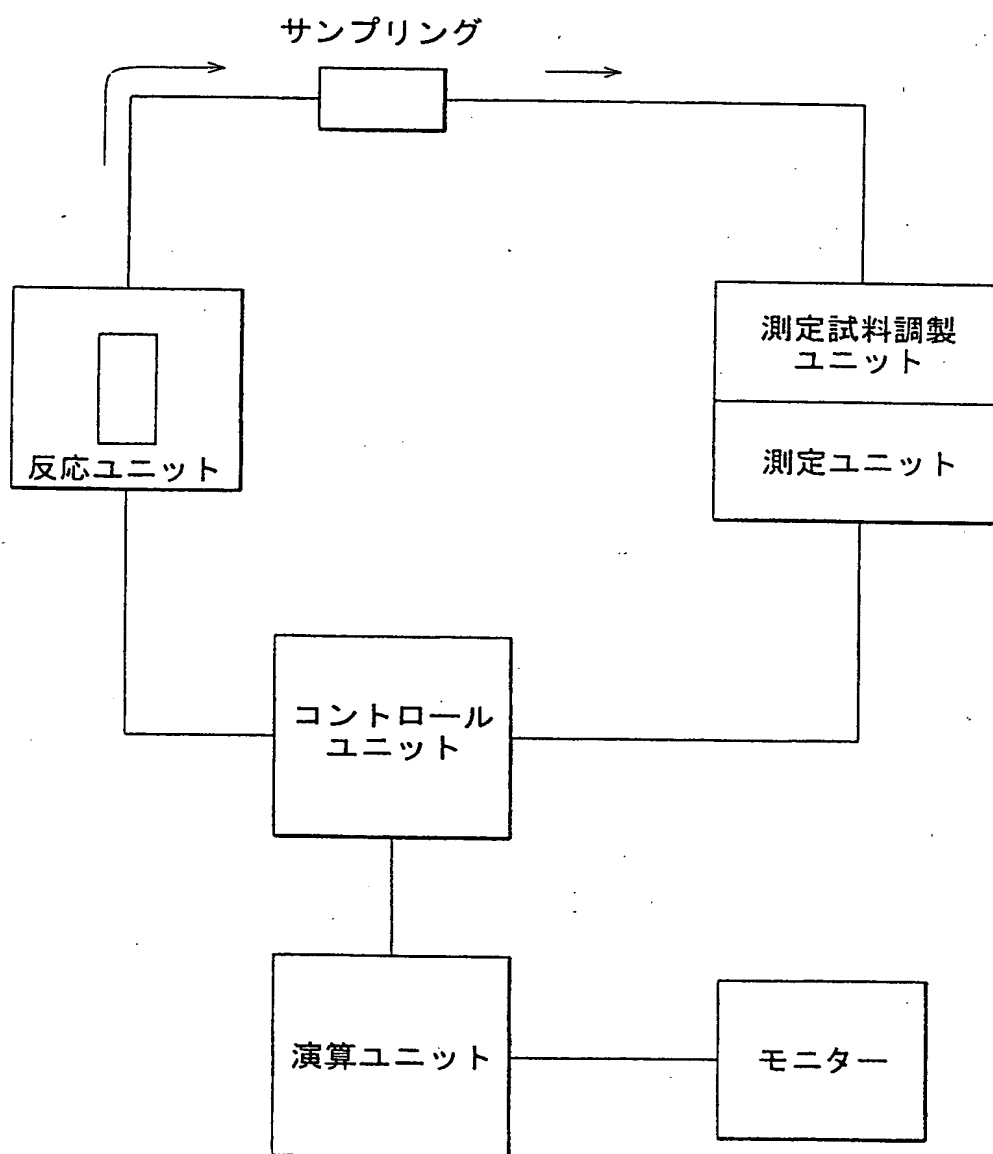 サンプリング
測定試料調製
ユニット
反応ユニット
測定ユニット
コントロール
ユニット
演算ユニット
モニター